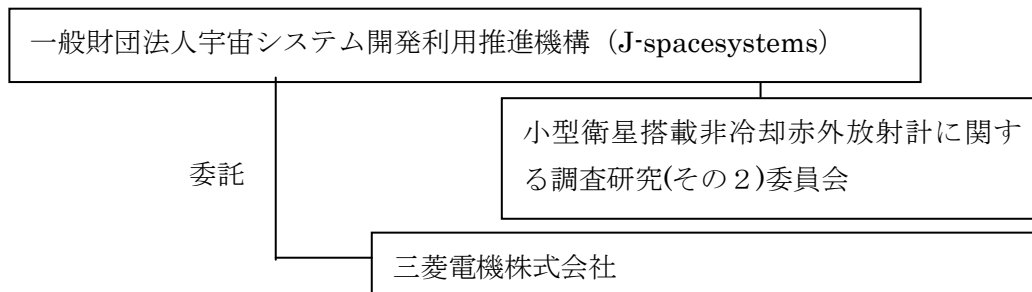 一般財団法人宇宙システム開発利用推進機構（J-spacesystems）
小型衛星搭載非冷却赤外放射計に関す
る調査研究(その２)委員会
委託
三菱電機株式会社